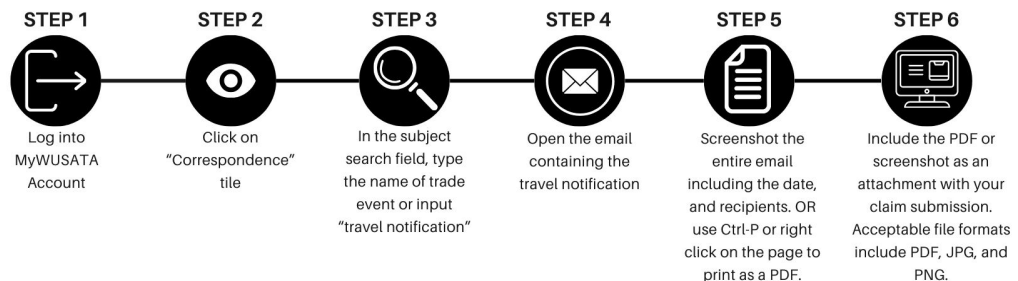 STEP 1
Log into
MyWUSATA
Account
STEP 2
Click on
“Correspondence”
tile
STEP 3
In the subject
search field, type
the name of trade
event or input
“travel notification”
STEP 4
Open the email
containing the
travel notification
STEP 5
Screenshot the
entire email
including the date,
and recipients. OR
use Ctrl-P or right
click on the page to
print as a PDF.
STEP 6
Include the PDF or
screenshot as an
attachment with your
claim submission.
Acceptable file formats
include PDF, JPG, and
PNG.